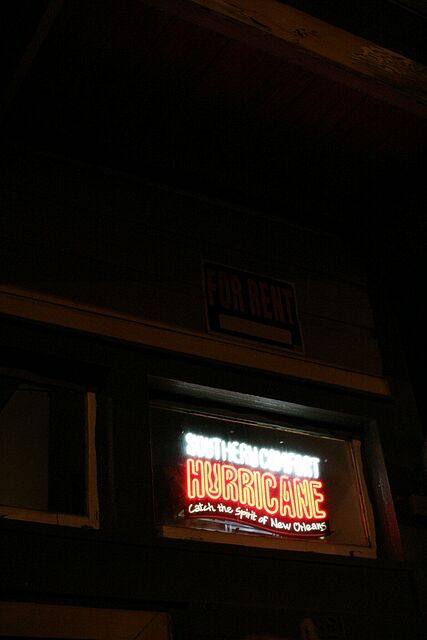 FOR RENT
SOUTHERN COMFORT
HURRICANE
Catch the Spirit of New Orleans